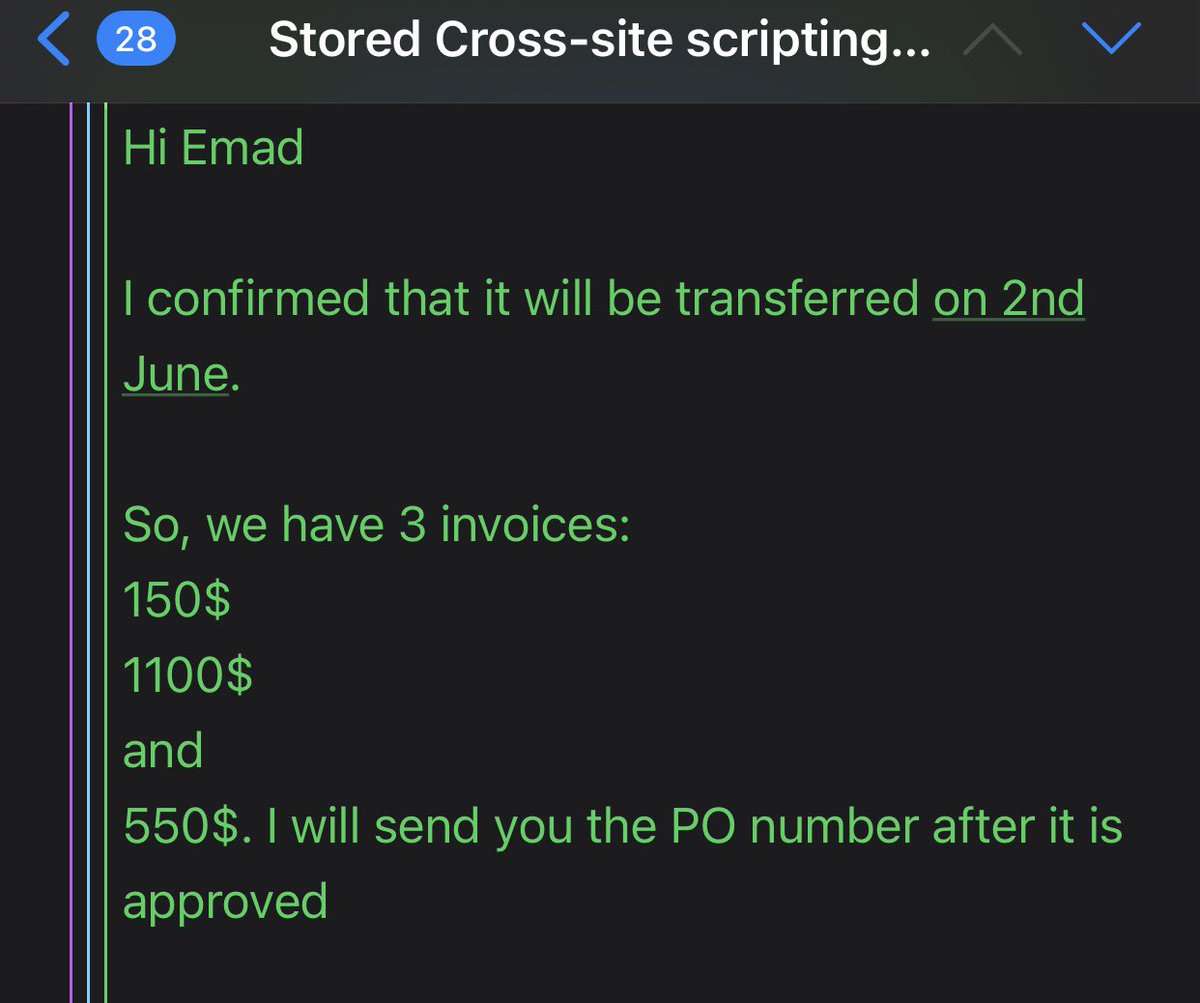 28
Stored Cross-site scripting...
Hi Emad
I confirmed that it will be transferred on 2nd
June.
So, we have 3 invoices:
150$
1100$
and
550$. I will send you the PO number after it is
approved